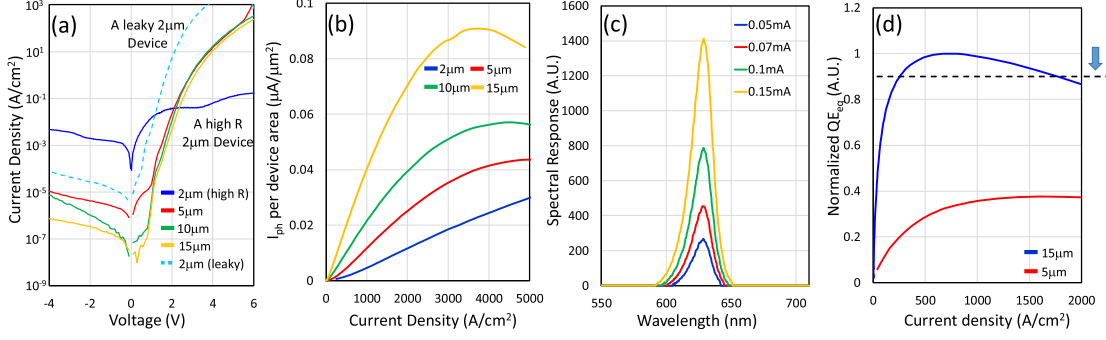 (a)
A leaky 2μm
Device
A high R
2μm Device
2μm (high R)
5μm
10μm
15μm
2μm (leaky)
Current Density (A/cm²)
10³
10¹
10⁻¹
10⁻³
10⁻⁵
10⁻⁷
10⁻⁹
-4
-2
0
2
4
6
Voltage (V)
(b)
2μm
5μm
10μm
15μm
I_ph per device area (μA/μm²)
0.1
0.08
0.06
0.04
0.02
0
0
1000
2000
3000
4000
5000
Current Density (A/cm²)
(c)
0.05mA
0.07mA
0.1mA
0.15mA
Spectral Response (A.U.)
1600
1400
1200
1000
800
600
400
200
0
550
600
650
700
Wavelength (nm)
(d)
Normalized QE_eq (A.U.)
1.2
1
0.8
0.6
0.4
0.2
0
15μm
5μm
0
500
1000
1500
2000
Current density (A/cm²)